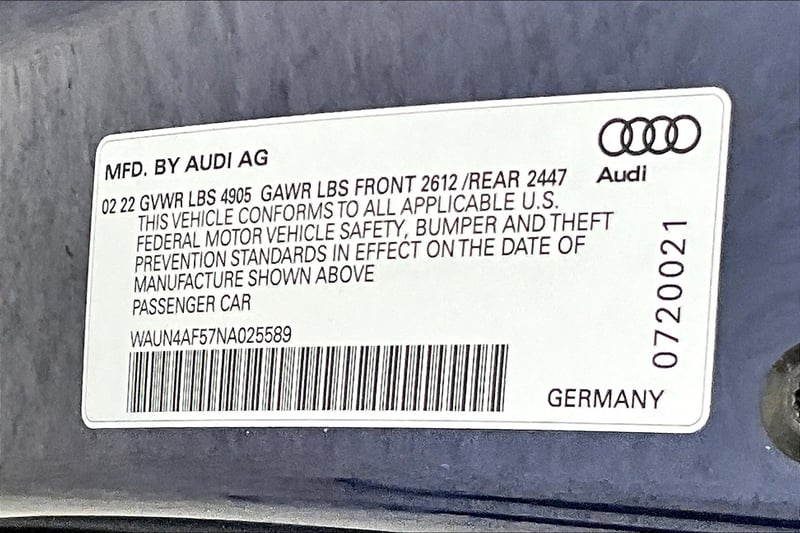 MFD. BY AUDI AG
Audi
02 22 GVWR LBS 4905 GAWR LBS FRONT 2612 /REAR 2447
THIS VEHICLE CONFORMS TO ALL APPLICABLE U.S.
FEDERAL MOTOR VEHICLE SAFETY, BUMPER AND THEFT
PREVENTION STANDARDS IN EFFECT ON THE DATE OF
MANUFACTURE SHOWN ABOVE
PASSENGER CAR
WAUN4AF57NA025589
GERMANY
0720021